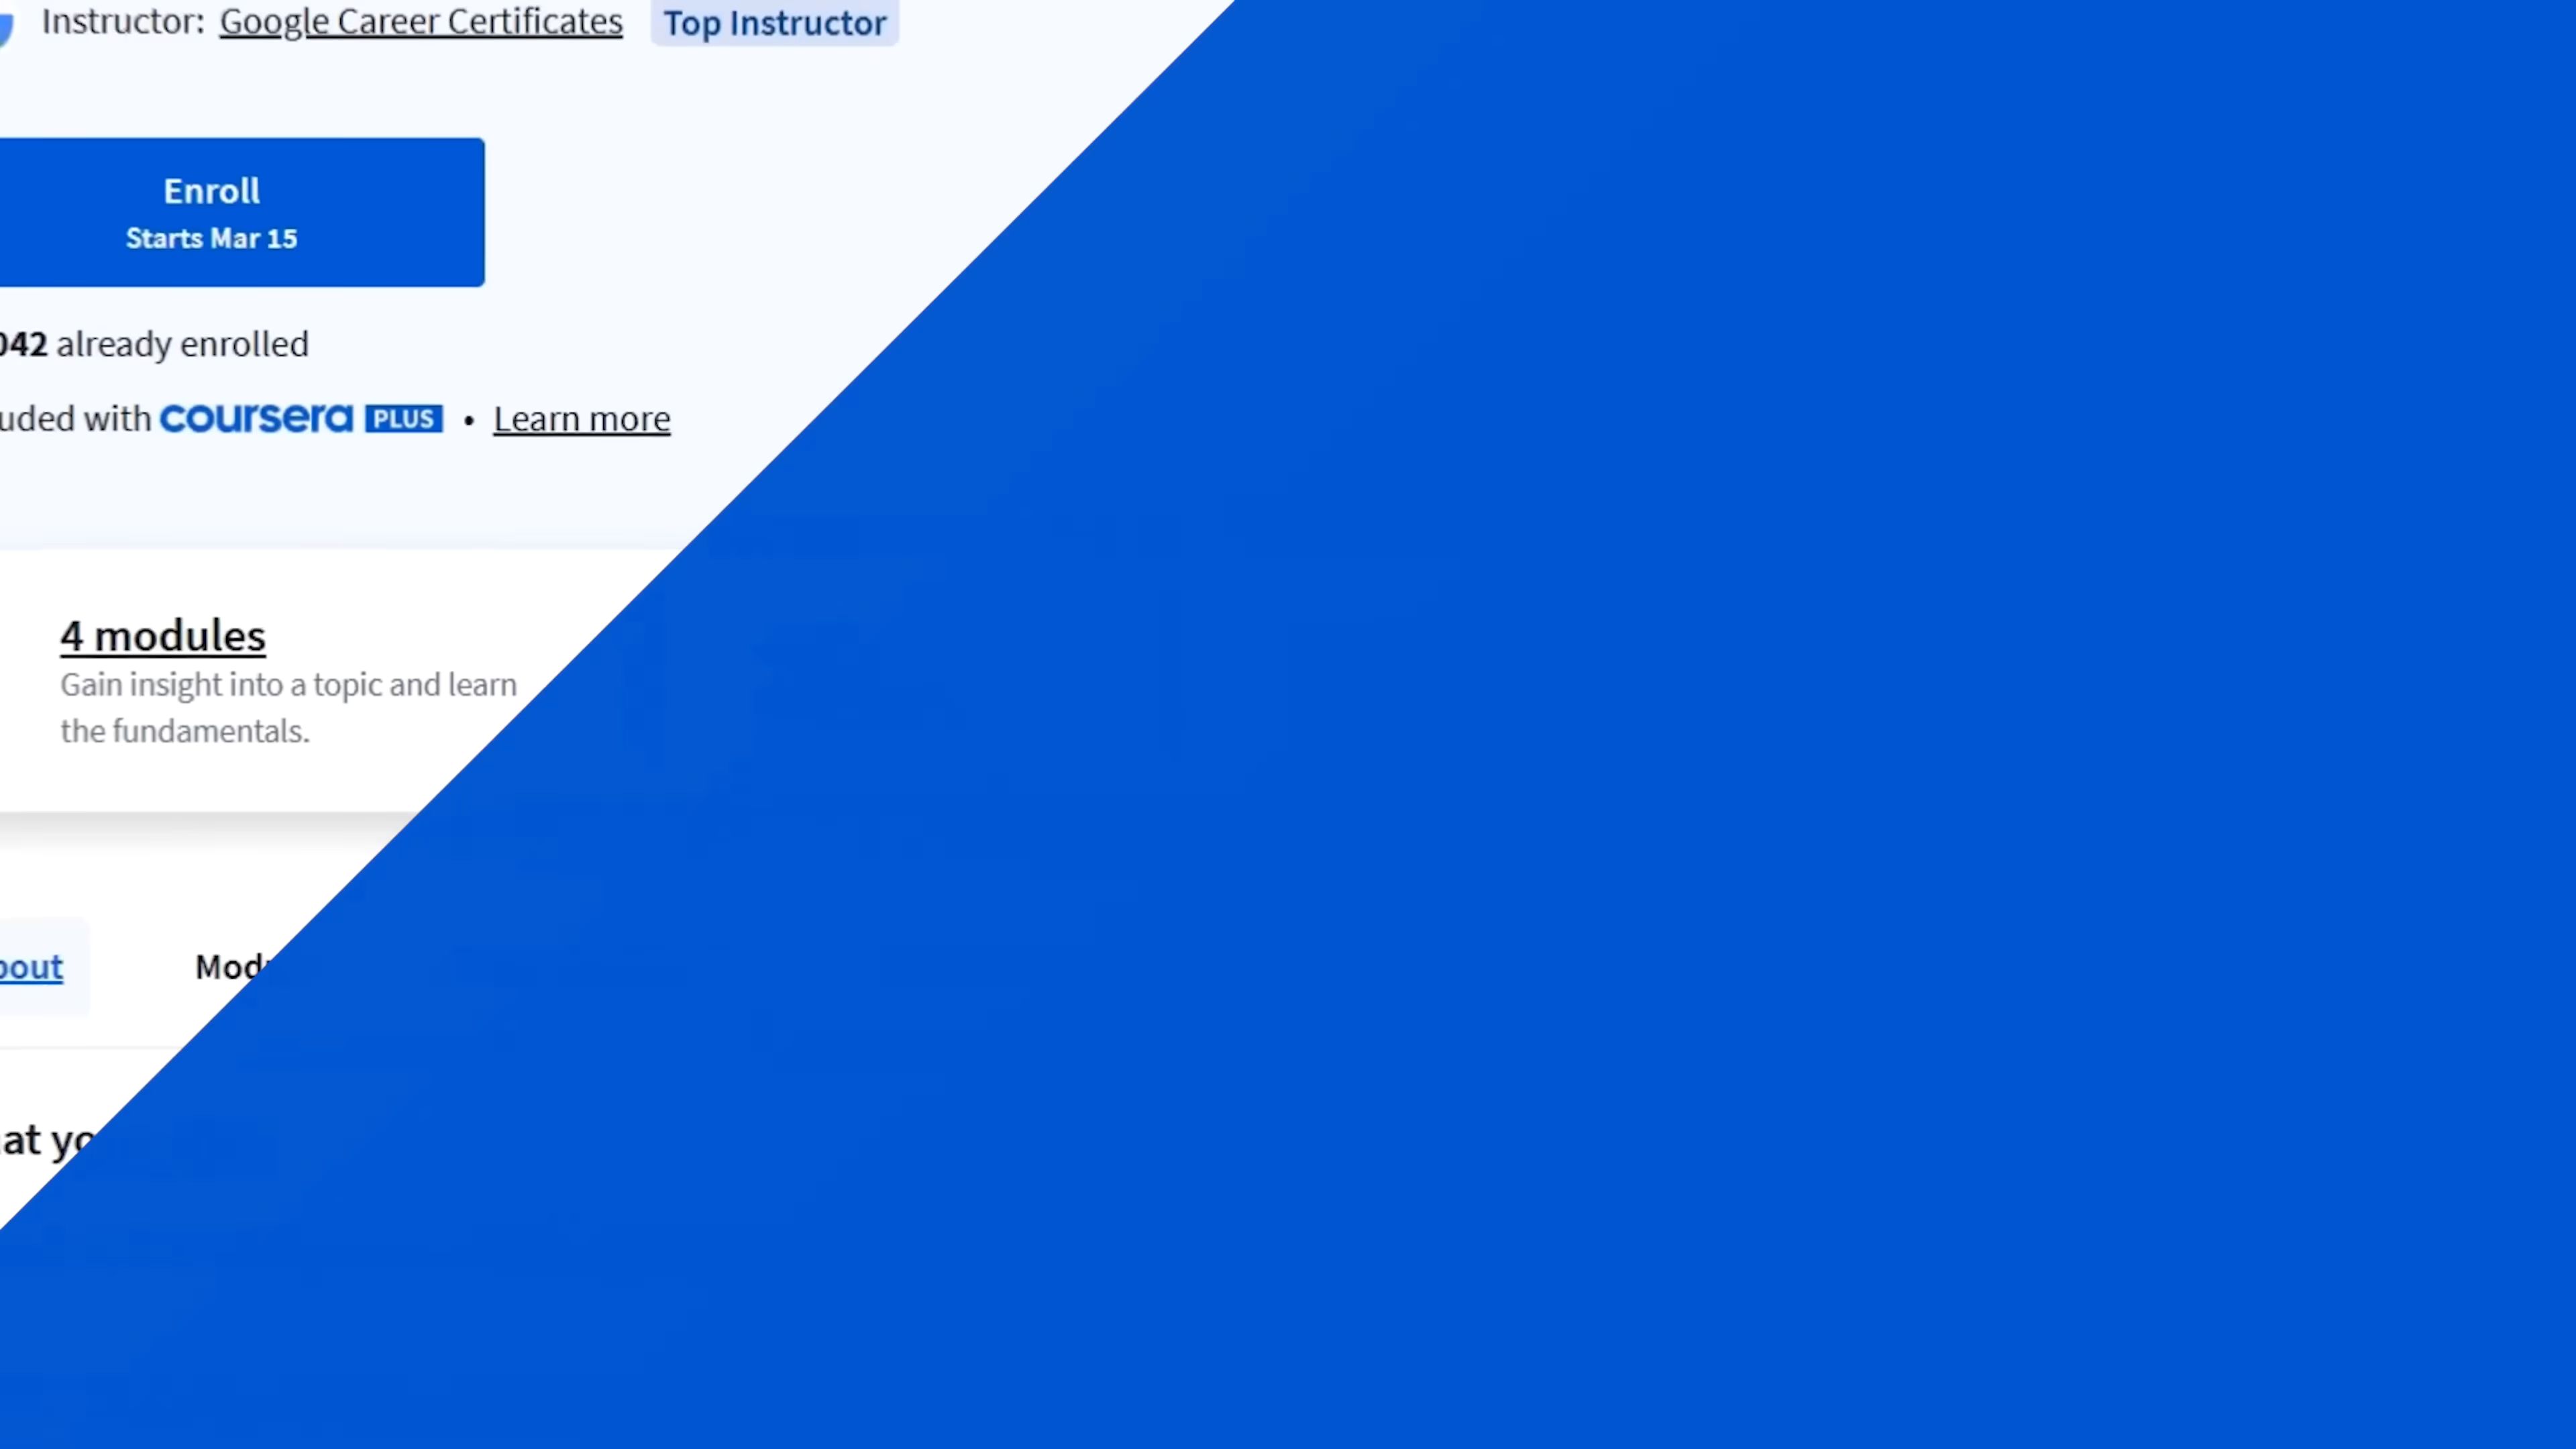 Instructor: Google Career Certificates Top Instructor
Enroll
Starts Mar 15
042 already enrolled
uded with coursera PLUS • Learn more
4 modules
Gain insight into a topic and learn
the fundamentals.
bout Mod
at yo